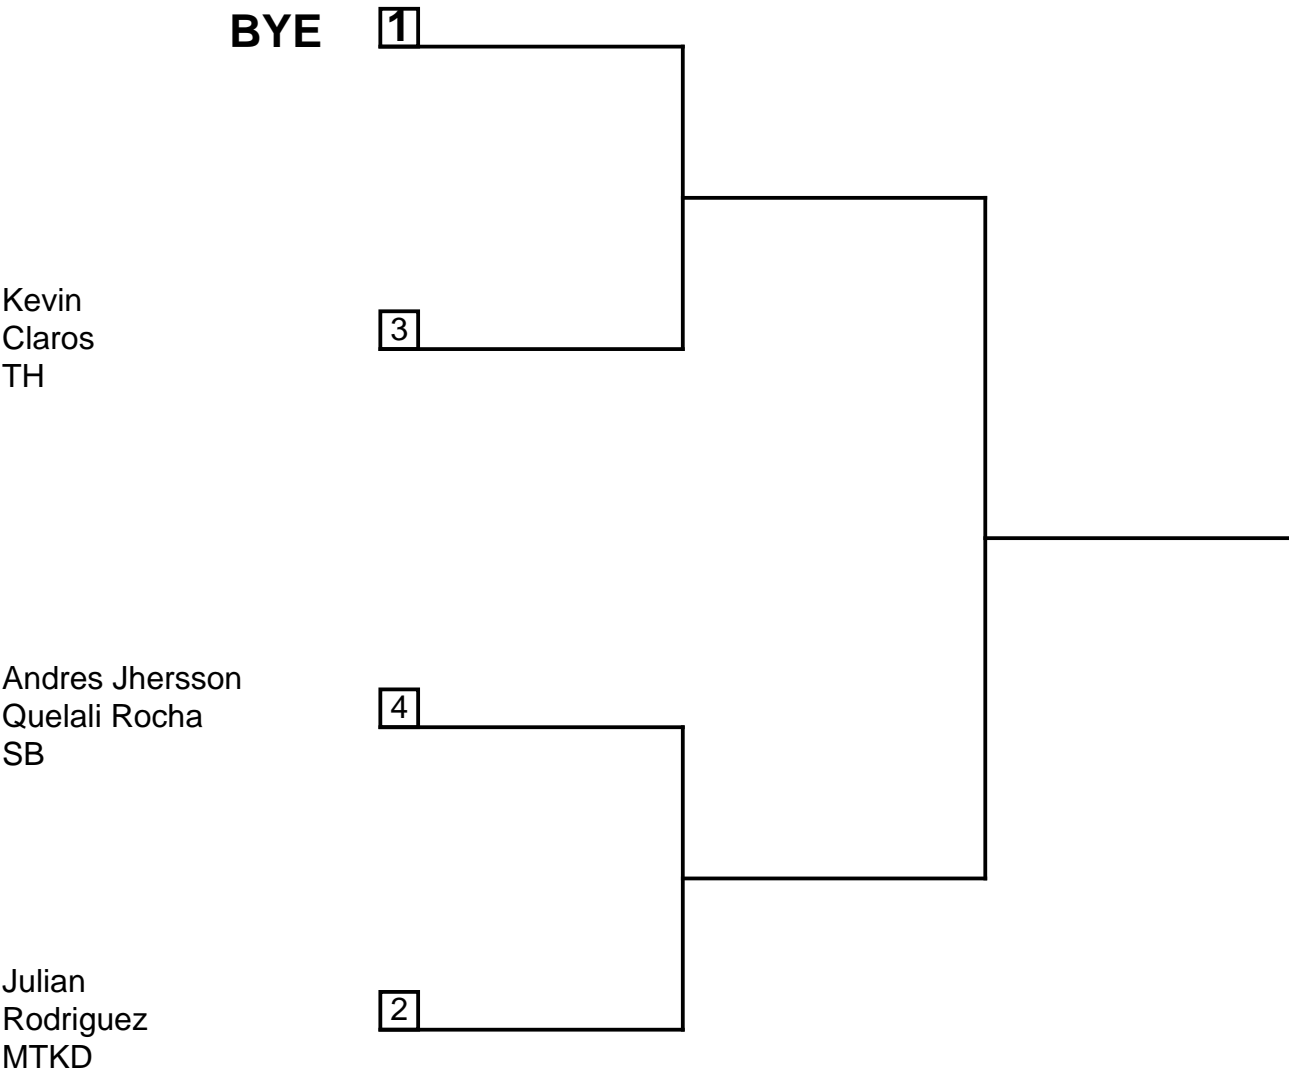 BYE 1
Kevin
Claros
TH
3
Andres Jhersson
Quelali Rocha
SB
4
Julian
Rodriguez
MTKD
2